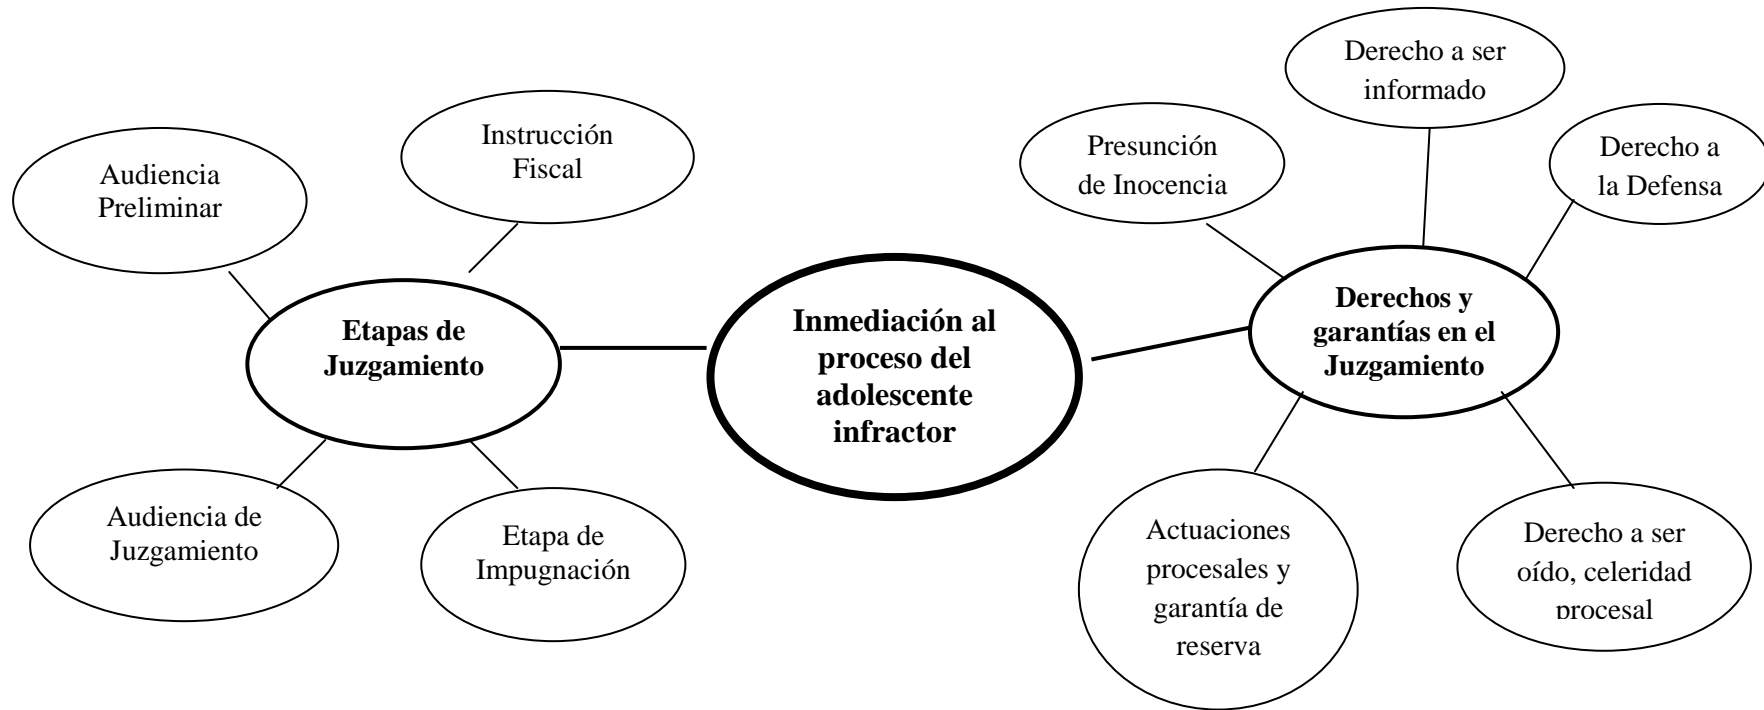 Audiencia
Preliminar
Instrucción
Fiscal
Etapas de
Juzgamiento
Audiencia de
Juzgamiento
Etapa de
Impugnación
Inmediación al
proceso del
adolescente
infractor
Derecho a ser
informado
Presunción
de Inocencia
Derecho a
la Defensa
Derechos y
garantías en el
Juzgamiento
Actuaciones
procesales y
garantía de
reserva
Derecho a ser
oído, celeridad
procesal